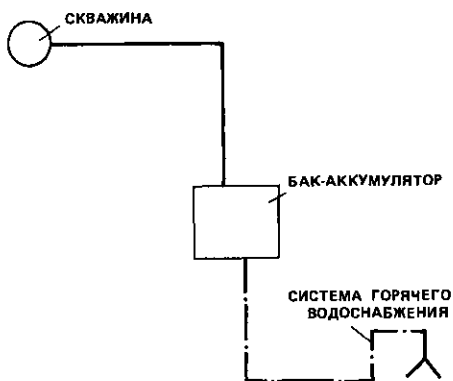 СКВАЖИНА
БАК-АККУМУЛЯТОР
СИСТЕМА ГОРЯЧЕГО
ВОДОСНАБЖЕНИЯ